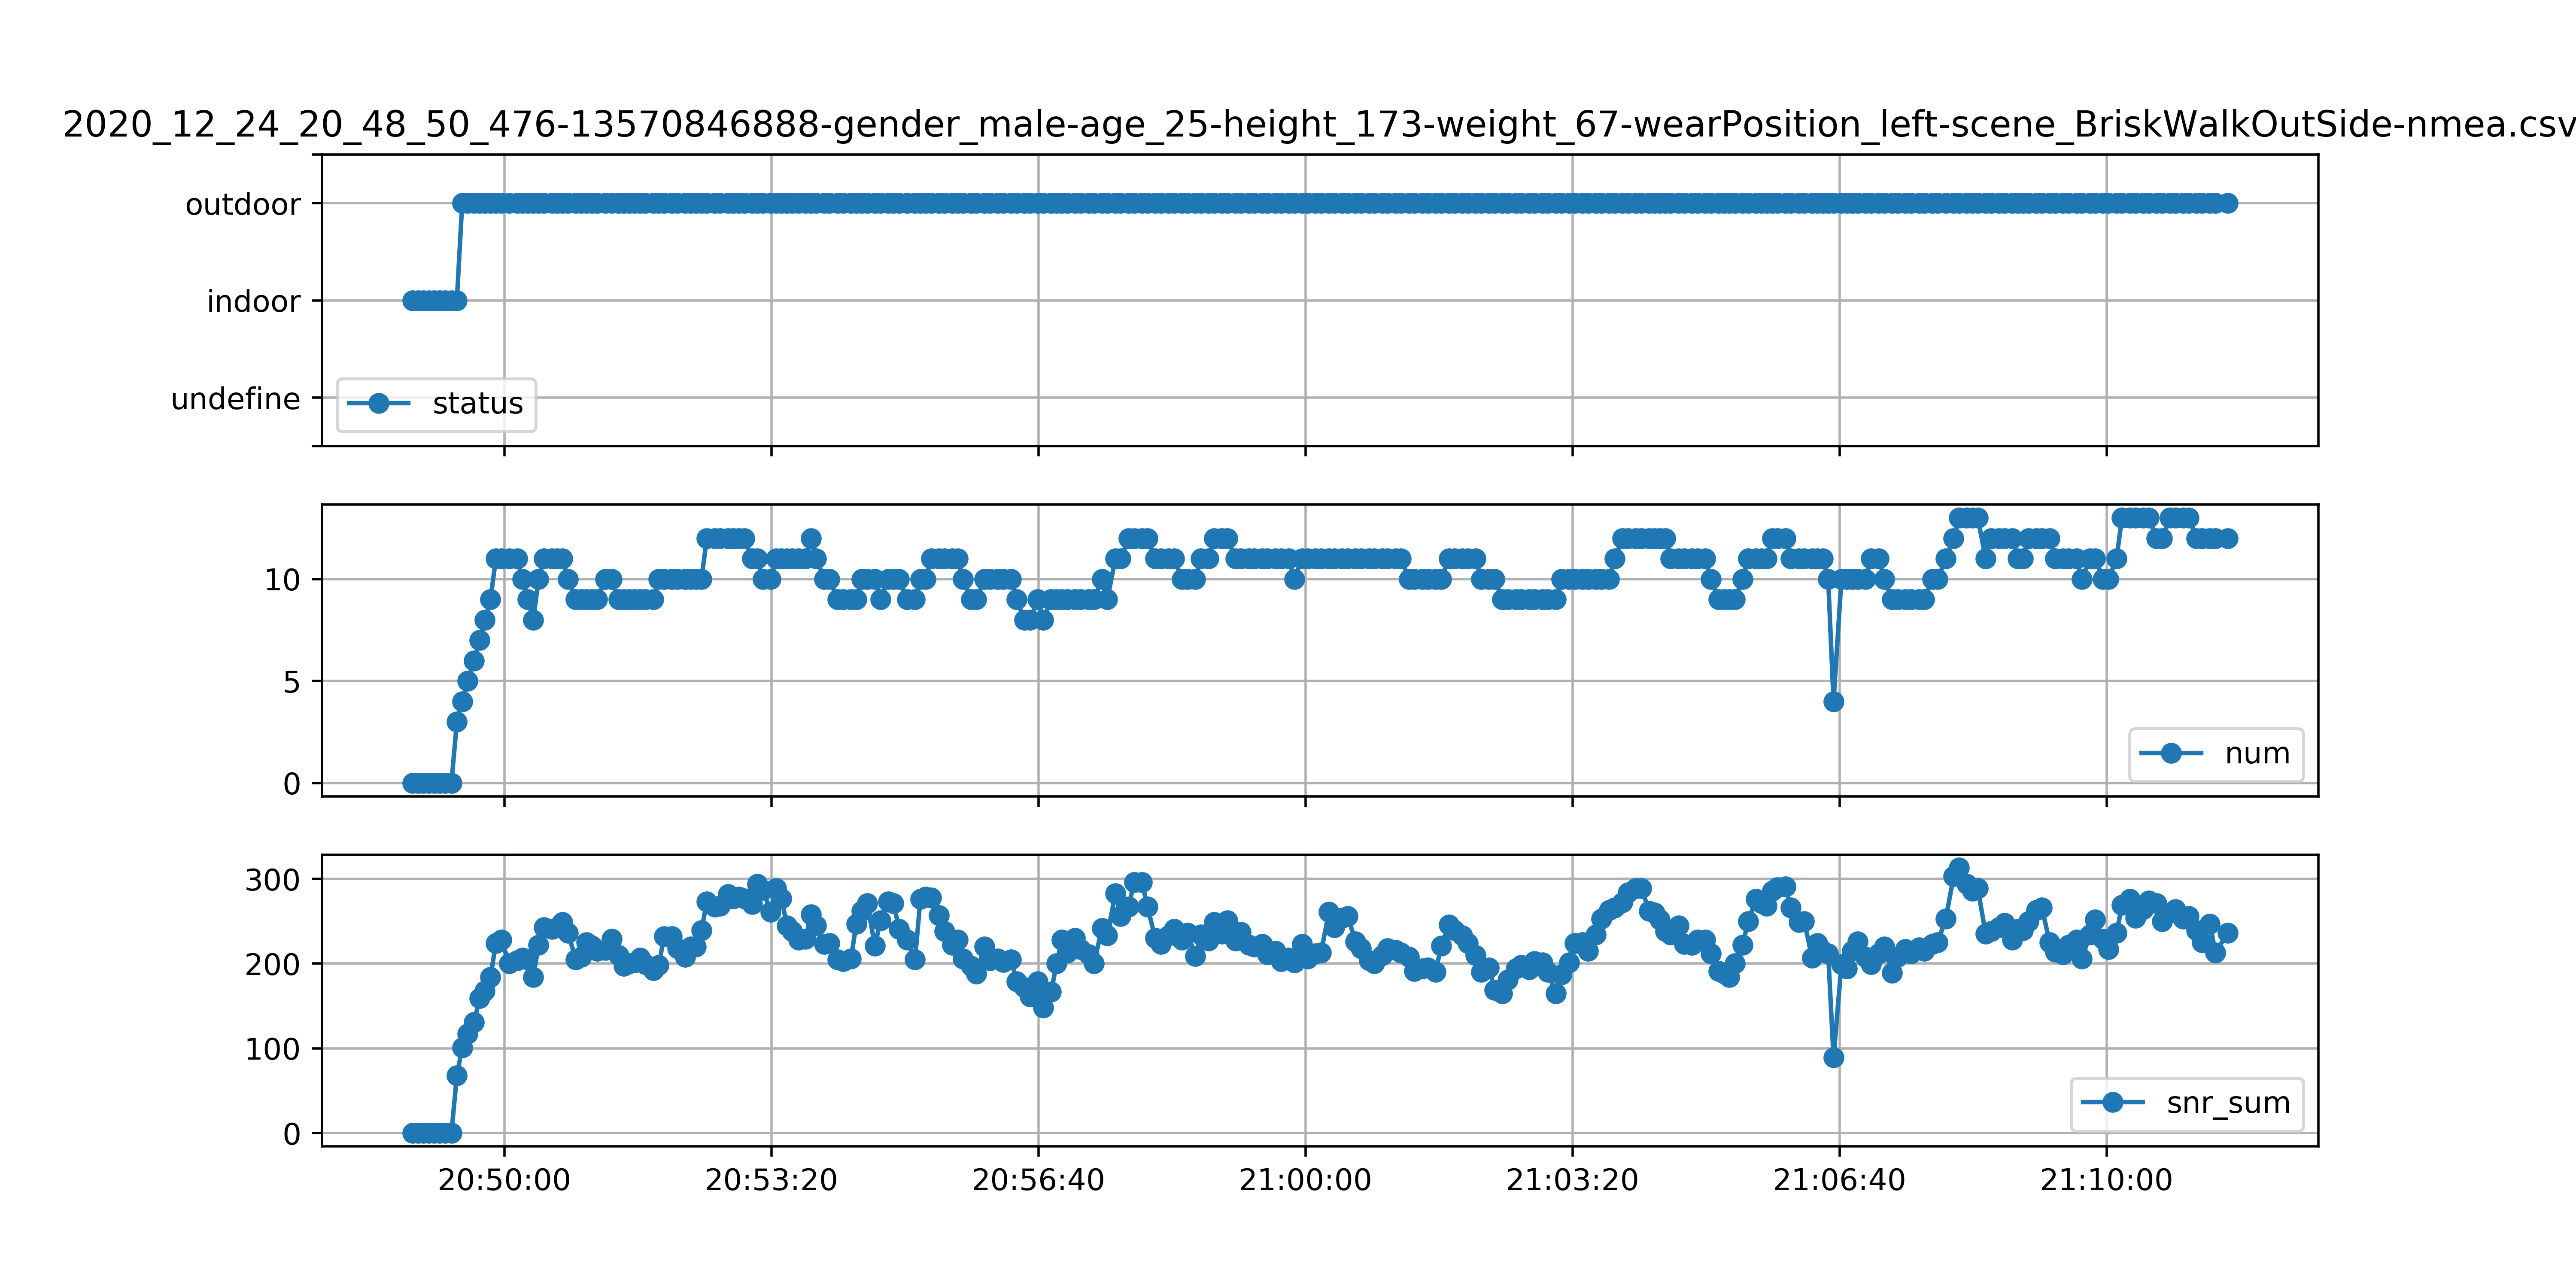 2020_12_24_20_48_50_476-13570846888-gender_male-age_25-height_173-weight_67-wearPosition_left-scene_BriskWalkOutSide-nmea.csv
outdoor
indoor
undefine
status
10
5
0
num
300
200
100
0
snr_sum
20:50:00 20:53:20 20:56:40 21:00:00 21:03:20 21:06:40 21:10:00